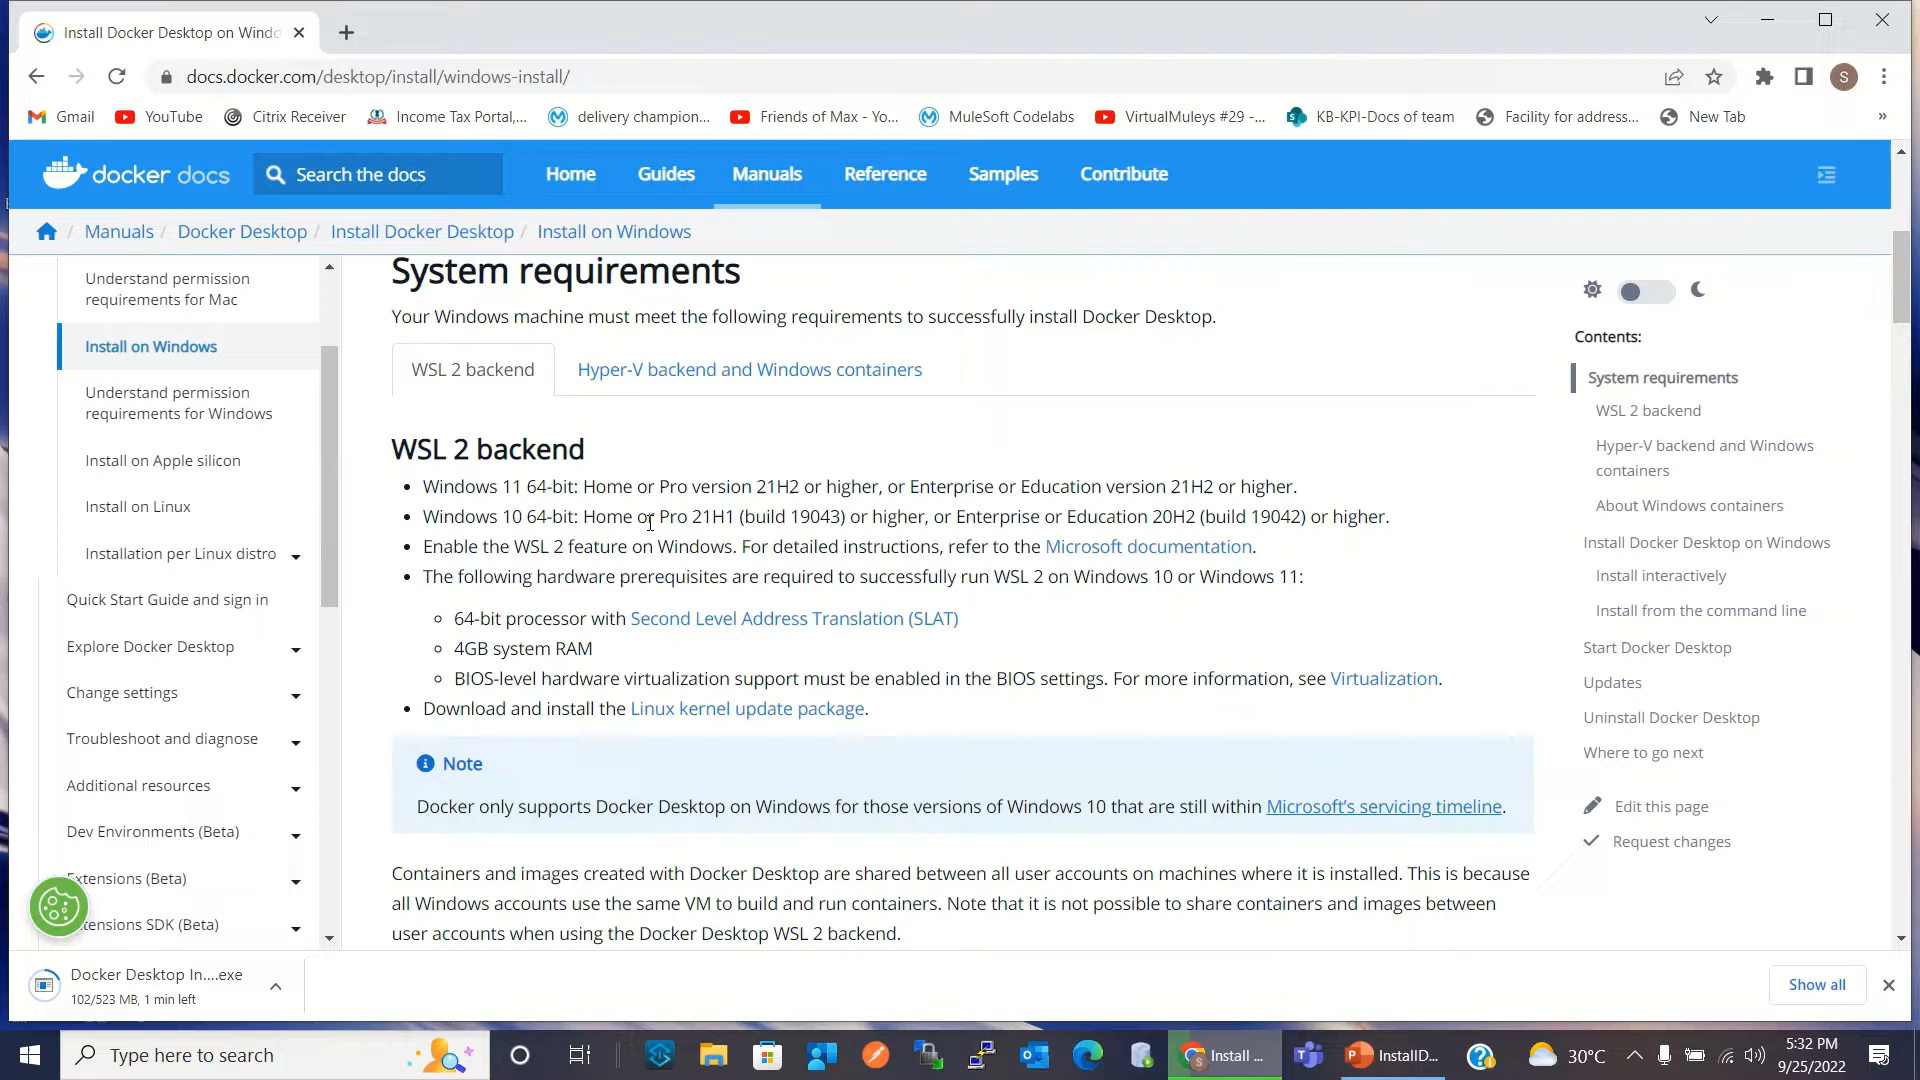 Install Docker Desktop on Windo
docs.docker.com/desktop/install/windows-install/
S
Gmail
YouTube
Citrix Receiver
Income Tax Portal,...
delivery champion...
Friends of Max - Yo...
MuleSoft Codelabs
VirtualMuleys #29 -...
KB-KPI-Docs of team
Facility for address...
New Tab
»
docker docs
Search the docs
Home
Guides
Manuals
Reference
Samples
Contribute
/ Manuals / Docker Desktop / Install Docker Desktop / Install on Windows
Understand permission
requirements for Mac
Install on Windows
Understand permission
requirements for Windows
Install on Apple silicon
Install on Linux
Installation per Linux distro
Quick Start Guide and sign in
Explore Docker Desktop
Change settings
Troubleshoot and diagnose
Additional resources
Dev Environments (Beta)
Extensions (Beta)
tensions SDK (Beta)
System requirements
Your Windows machine must meet the following requirements to successfully install Docker Desktop.
WSL 2 backend
Hyper-V backend and Windows containers
WSL 2 backend
• Windows 11 64-bit: Home or Pro version 21H2 or higher, or Enterprise or Education version 21H2 or higher.
• Windows 10 64-bit: Home or Pro 21H1 (build 19043) or higher, or Enterprise or Education 20H2 (build 19042) or higher.
• Enable the WSL 2 feature on Windows. For detailed instructions, refer to the Microsoft documentation.
• The following hardware prerequisites are required to successfully run WSL 2 on Windows 10 or Windows 11:
◦ 64-bit processor with Second Level Address Translation (SLAT)
◦ 4GB system RAM
◦ BIOS-level hardware virtualization support must be enabled in the BIOS settings. For more information, see Virtualization.
• Download and install the Linux kernel update package.
Note
Docker only supports Docker Desktop on Windows for those versions of Windows 10 that are still within Microsoft's servicing timeline.
Containers and images created with Docker Desktop are shared between all user accounts on machines where it is installed. This is because
all Windows accounts use the same VM to build and run containers. Note that it is not possible to share containers and images between
user accounts when using the Docker Desktop WSL 2 backend.
Contents:
System requirements
WSL 2 backend
Hyper-V backend and Windows
containers
About Windows containers
Install Docker Desktop on Windows
Install interactively
Install from the command line
Start Docker Desktop
Updates
Uninstall Docker Desktop
Where to go next
Edit this page
Request changes
Docker Desktop In....exe
102/523 MB, 1 min left
Show all
Type here to search
Install ...
InstallD...
30°C
5:32 PM
9/25/2022